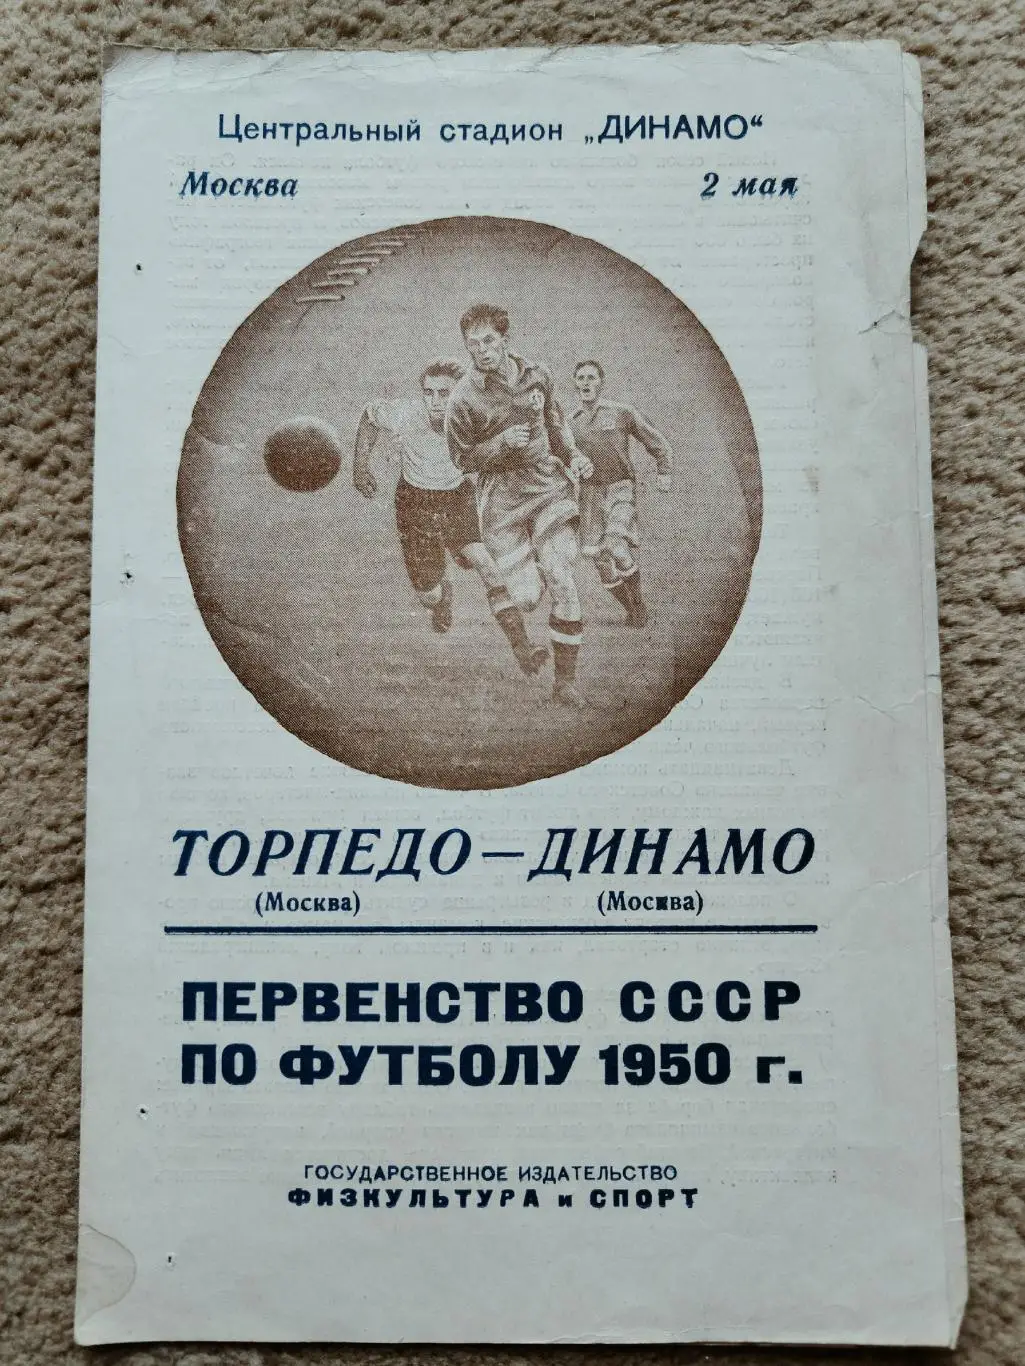 Центральный стадион „ДИНАМО“
Москва 2 мая
ТОРПЕДО — ДИНАМО
(Москва) (Москва)
ПЕРВЕНСТВО СССР
ПО ФУТБОЛУ 1950 г.
ГОСУДАРСТВЕННОЕ ИЗДАТЕЛЬСТВО
ФИЗКУЛЬТУРА и СПОРТ